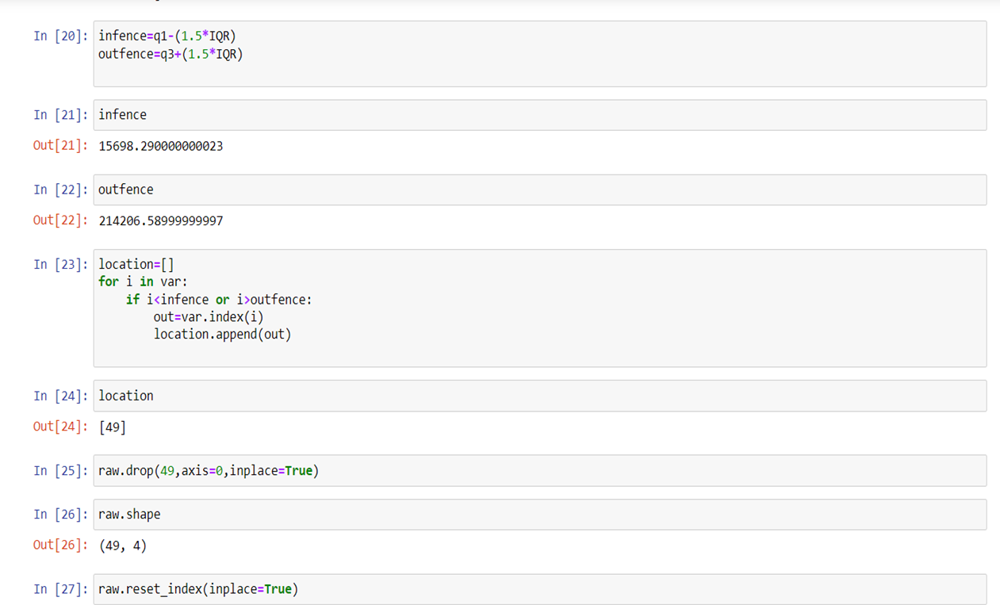 In [20]: infence=q1-(1.5*IQR)
outfence=q3+(1.5*IQR)
In [21]: infence
Out[21]: 15698.290000000023
In [22]: outfence
Out[22]: 214206.58999999997
In [23]: location=[]
for i in var:
    if i<infence or i>outfence:
        out=var.index(i)
        location.append(out)
In [24]: location
Out[24]: [49]
In [25]: raw.drop(49,axis=0,inplace=True)
In [26]: raw.shape
Out[26]: (49, 4)
In [27]: raw.reset_index(inplace=True)